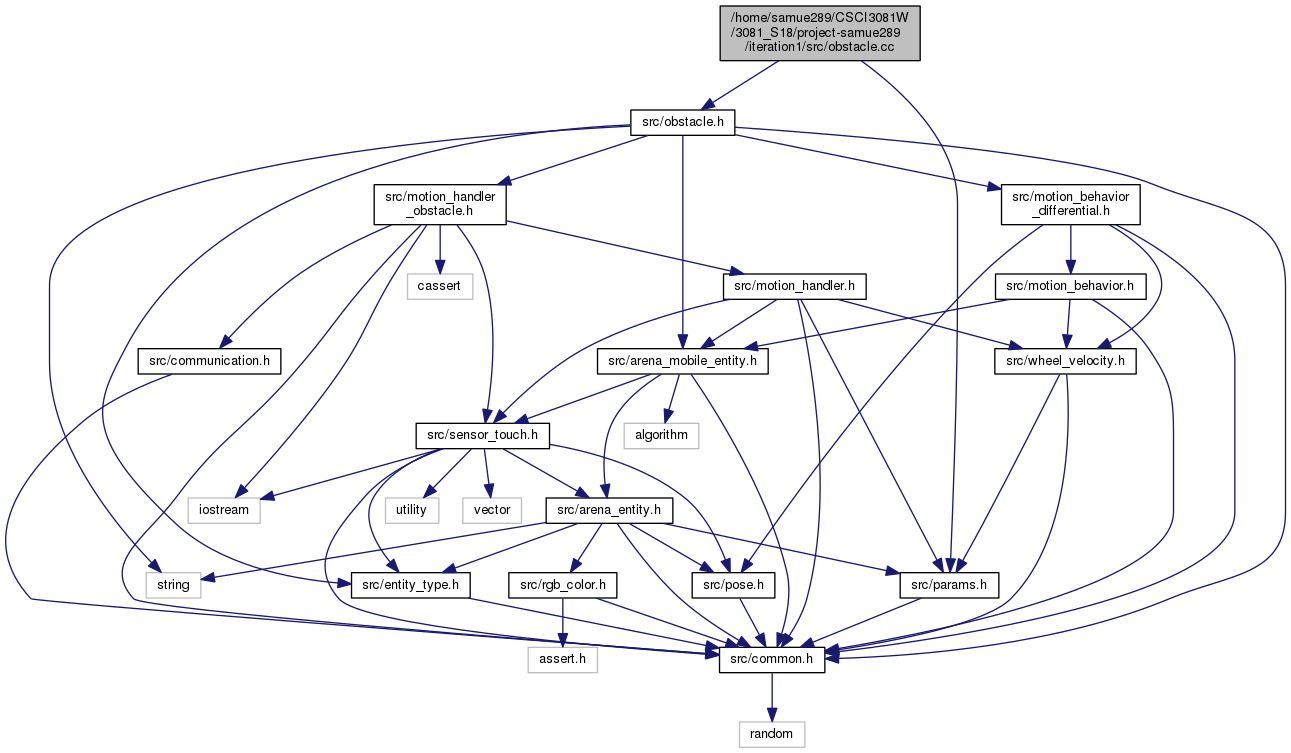 /home/samue289/CSCI3081W
/3081_S18/project-samue289
/iteration1/src/obstacle.cc
src/obstacle.h
src/motion_handler
_obstacle.h
src/motion_behavior
_differential.h
cassert
src/motion_handler.h
src/motion_behavior.h
src/communication.h
src/arena_mobile_entity.h
src/wheel_velocity.h
src/sensor_touch.h
algorithm
iostream
utility
vector
src/arena_entity.h
string
src/entity_type.h
src/rgb_color.h
src/pose.h
src/params.h
assert.h
src/common.h
random